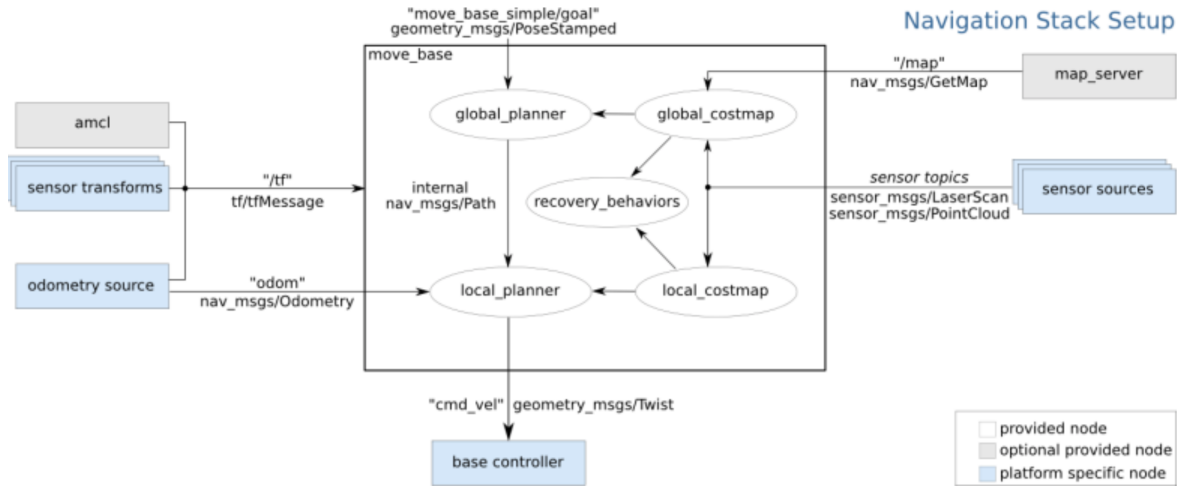 Navigation Stack Setup
"move_base_simple/goal"
geometry_msgs/PoseStamped
move_base
"/map"
nav_msgs/GetMap
map_server
amcl
global_planner
global_costmap
sensor transforms
"/tf"
tf/tfMessage
internal
nav_msgs/Path
recovery_behaviors
sensor topics
sensor_msgs/LaserScan
sensor_msgs/PointCloud
sensor sources
odometry source
"odom"
nav_msgs/Odometry
local_planner
local_costmap
"cmd_vel" geometry_msgs/Twist
base controller
provided node
optional provided node
platform specific node